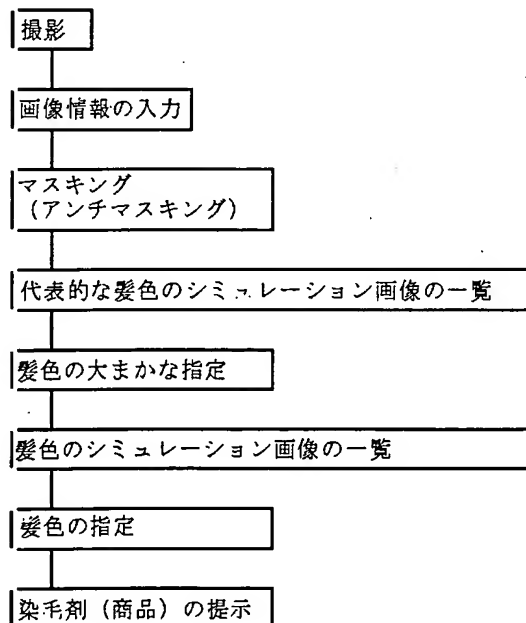 撮影
画像情報の入力
マスキング
(アンチマスキング)
代表的な髪色のシミュレーション画像の一覧
髪色の大まかな指定
髪色のシミュレーション画像の一覧
髪色の指定
染毛剤(商品)の提示